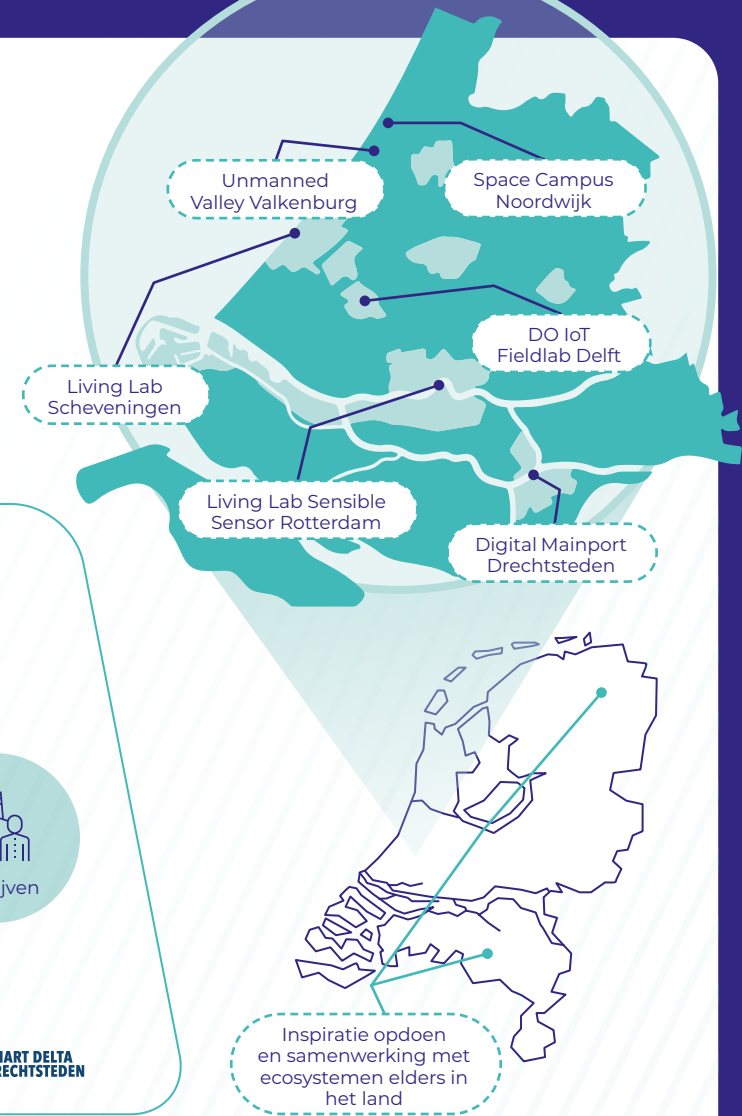 Unmanned
Valley Valkenburg
Space Campus
Noordwijk
DO IoT
Fieldlab Delft
Living Lab
Scheveningen
Living Lab Sensible
Sensor Rotterdam
Digital Mainport
Drechtsteden
Inspiratie opdoen
en samenwerking met
ecosystemen elders in
het land